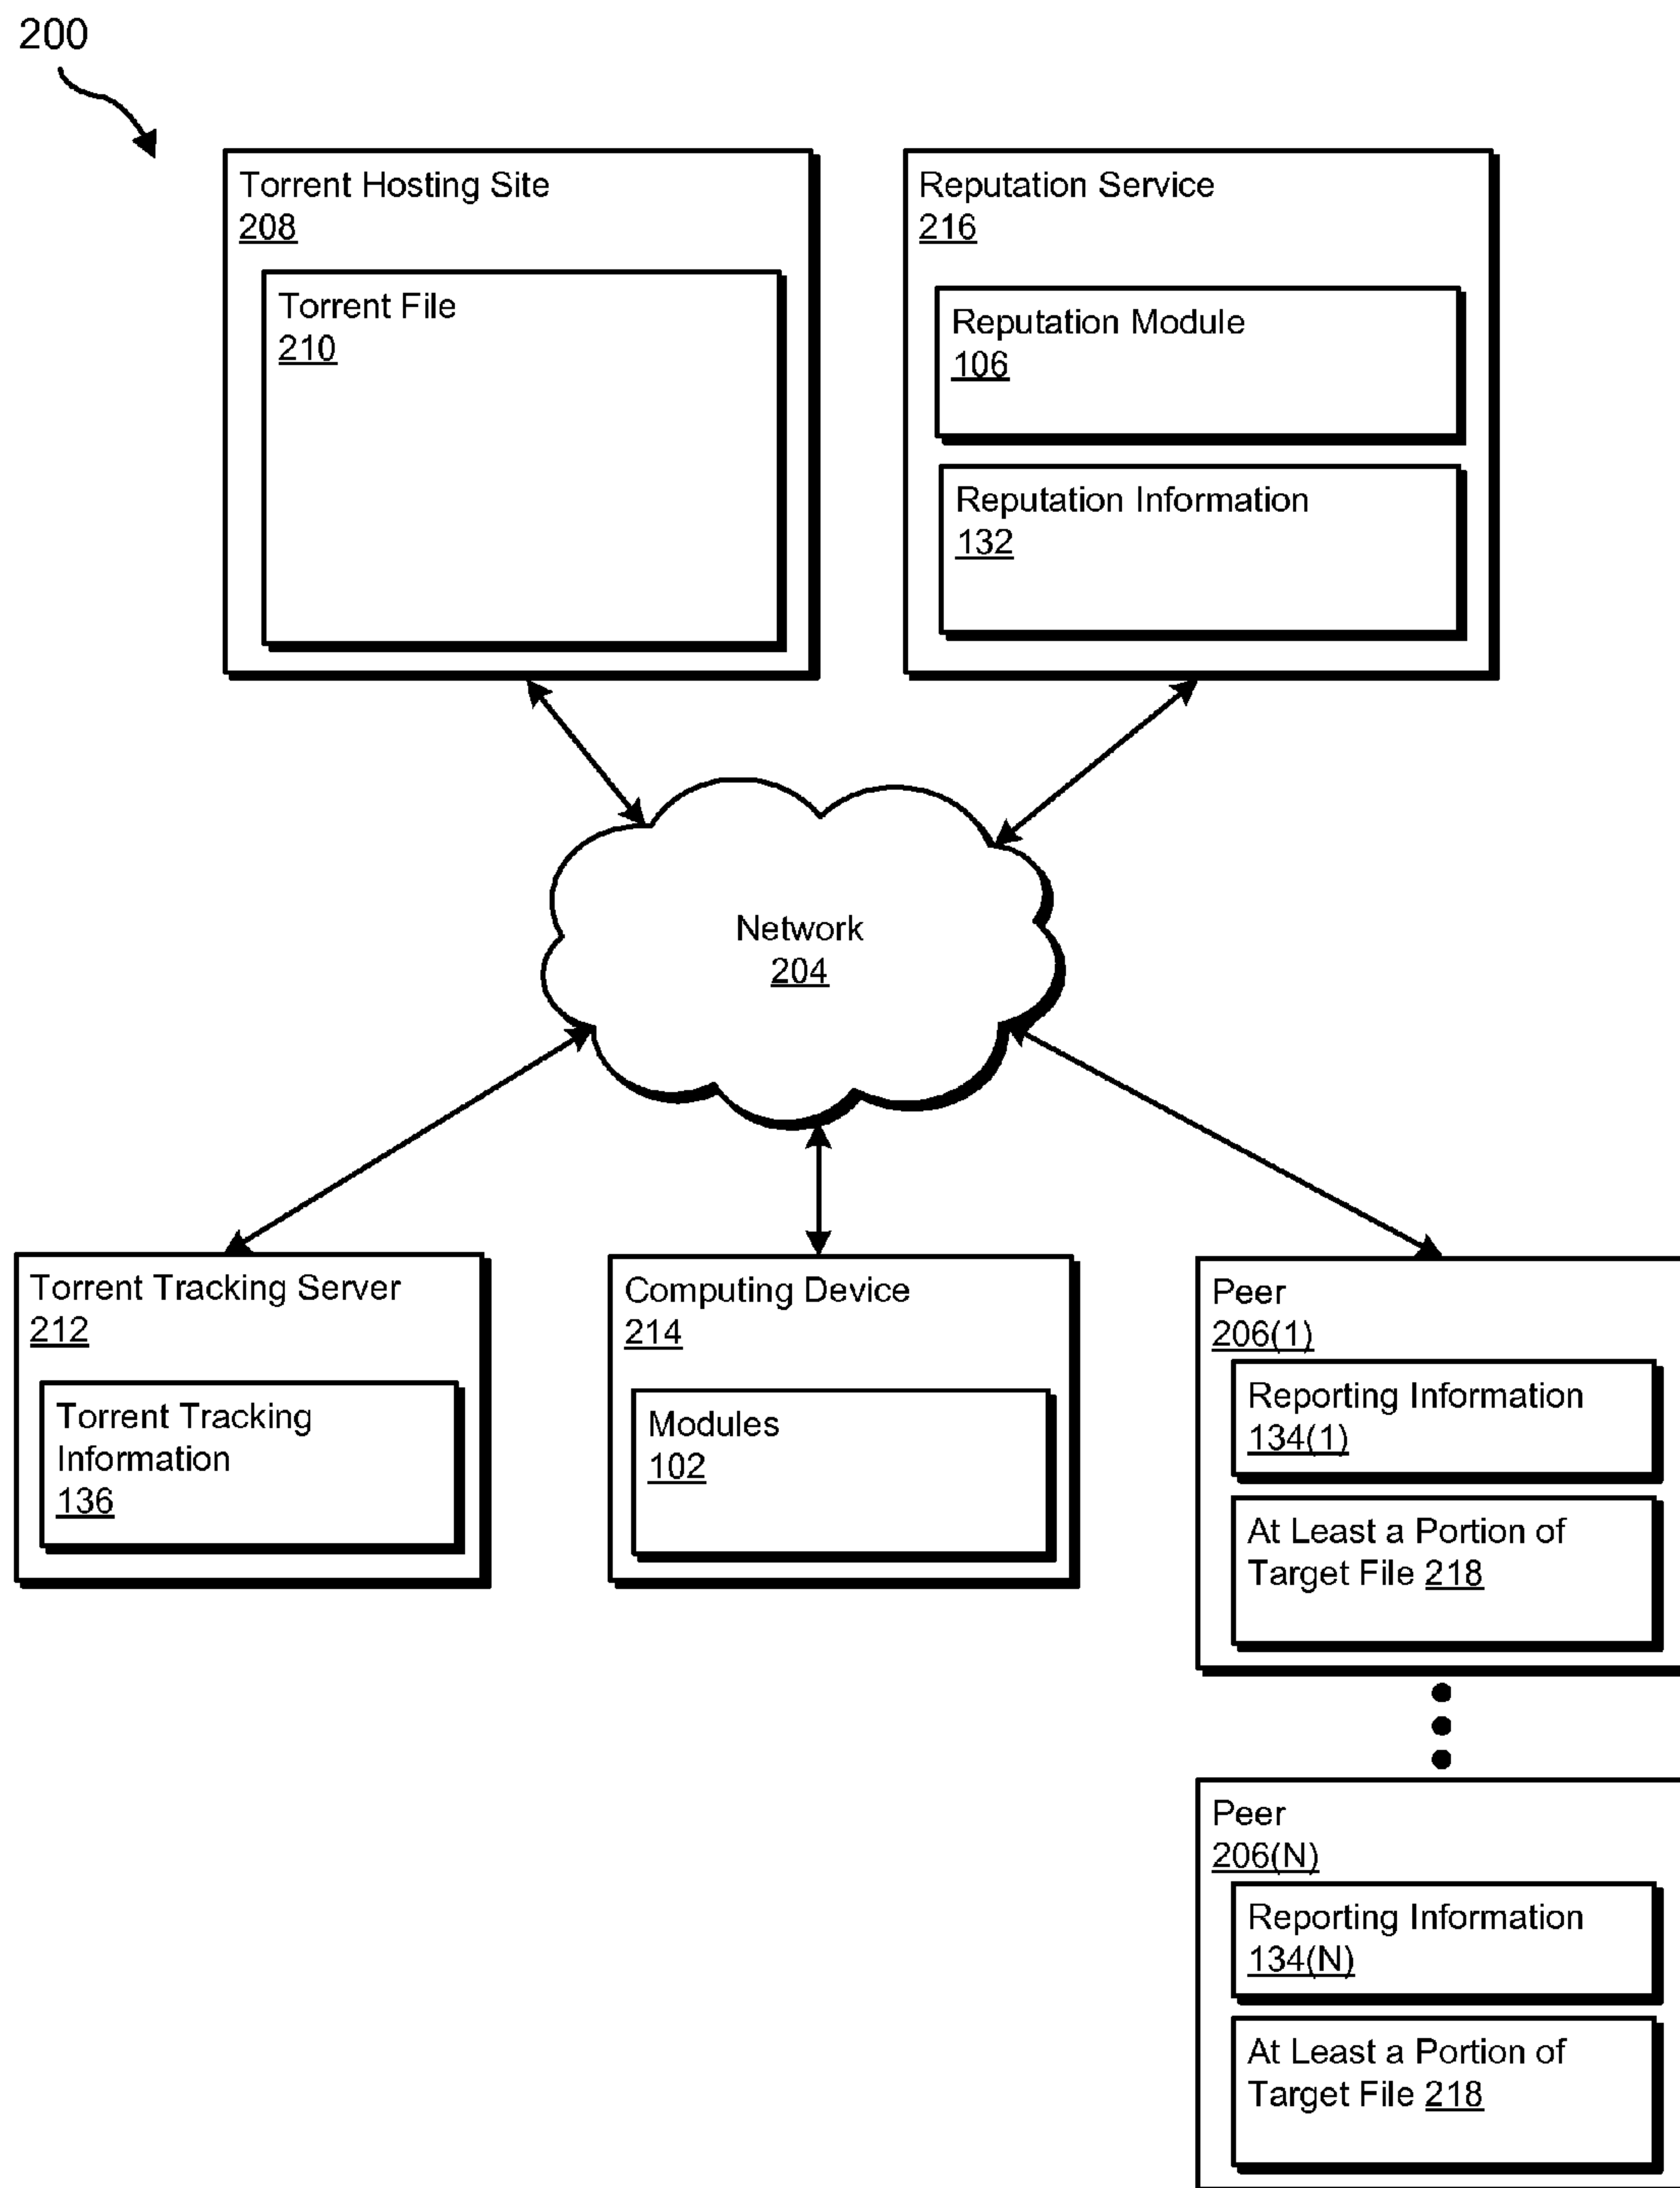 200
Torrent Hosting Site
208
Torrent File
210
Reputation Service
216
Reputation Module
106
Reputation Information
132
Network
204
Torrent Tracking Server
212
Torrent Tracking
Information
136
Computing Device
214
Modules
102
Peer
206(1)
Reporting Information
134(1)
At Least a Portion of
Target File 218
Peer
206(N)
Reporting Information
134(N)
At Least a Portion of
Target File 218